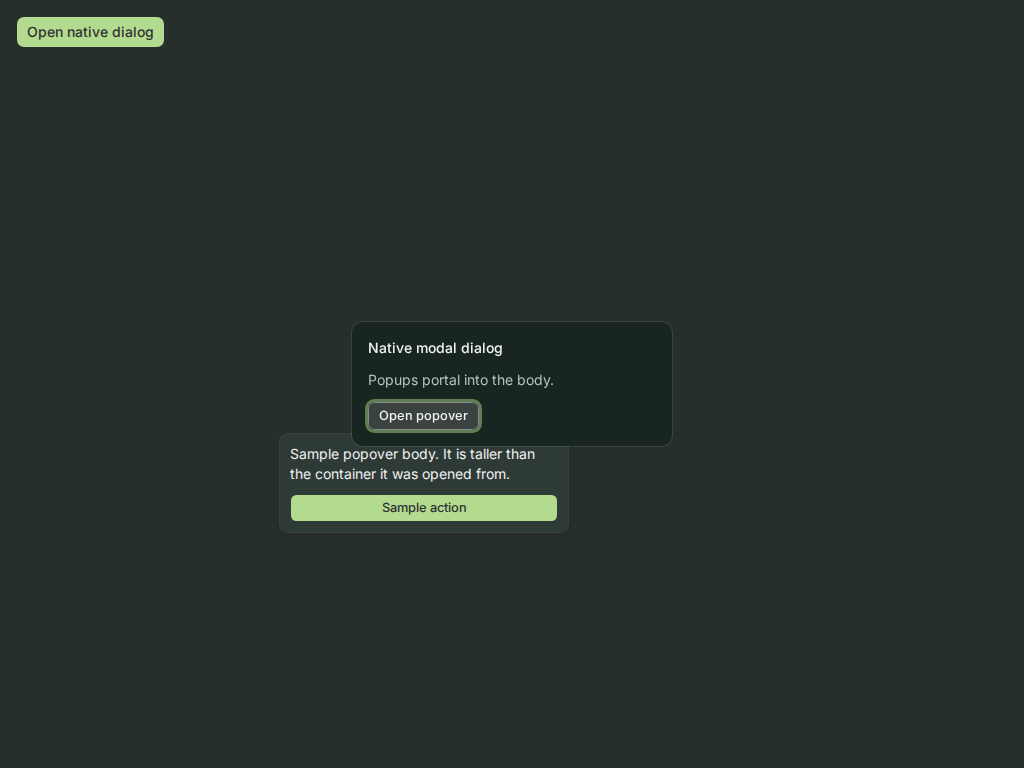 Open native dialog
Native modal dialog
Popups portal into the body.
Open popover
Sample popover body. It is taller than
the container it was opened from.
Sample action